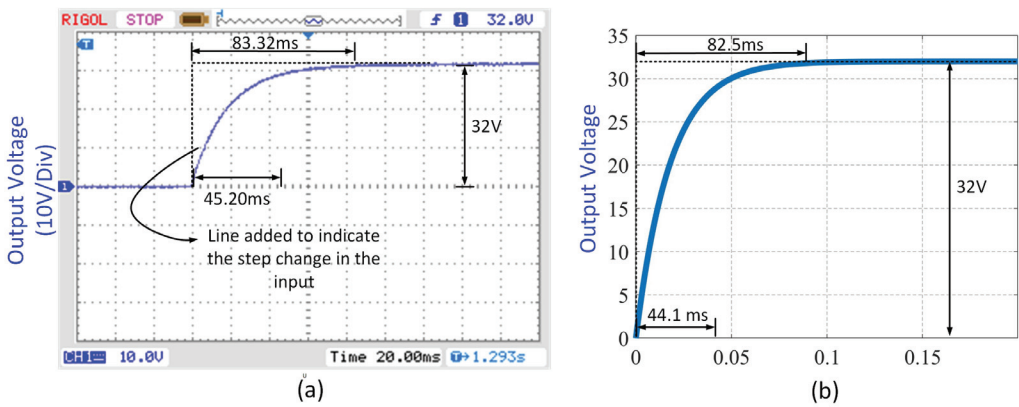 RIGOL STOP 1 32.0V
T
83.32ms
32V
1
45.20ms
Line added to indicate
the step change in the
input
Output Voltage
(10V/Div)
CH1 10.0V Time 20.00ms T→1.293s
(a)
82.5ms
32V
44.1 ms
Output Voltage
35
30
25
20
15
10
5
0
0 0.05 0.1 0.15
(b)